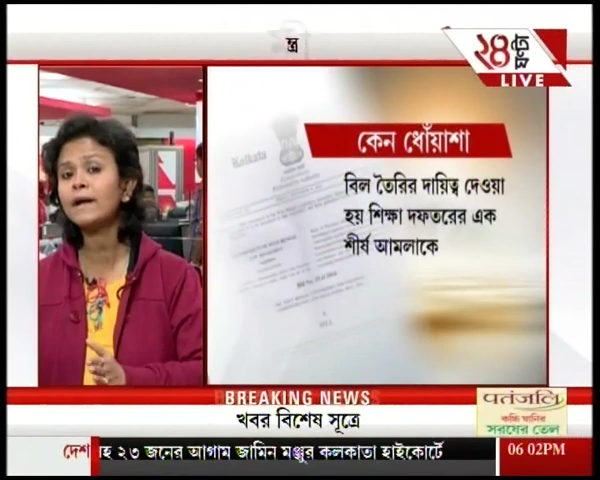 ন্ত্র
২৪ ঘণ্টা
LIVE
Kolkata
কেন ধোঁয়াশা
বিল তৈরির দায়িত্ব দেওয়া
হয় শিক্ষা দফতরের এক
শীর্ষ আমলাকে
BREAKING NEWS
খবর বিশেষ সূত্রে
পতঞ্জলি
কাচ্চি ঘানির
সরষের তেল
দেশ
হ ২৩ জনের আগাম জামিন মঞ্জুর কলকাতা হাইকোর্টে
06 02PM